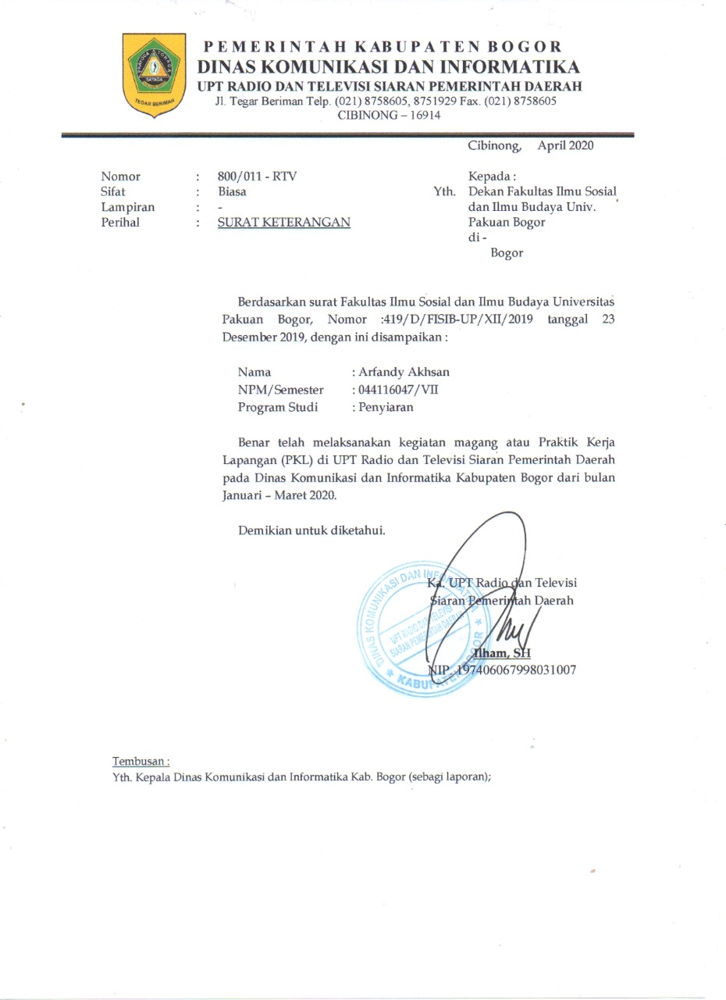 PEMERINTAH KABUPATEN BOGOR
DINAS KOMUNIKASI DAN INFORMATIKA
UPT RADIO DAN TELEVISI SIARAN PEMERINTAH DAERAH
Jl. Tegar Beriman Telp. (021) 8758605, 8751929 Fax. (021) 8758605
CIBINONG – 16914
PRAYOGA TOHAGA
SAYAGA
TEGAR BERIMAN
Cibinong, April 2020
Nomor : 800/011 - RTV
Sifat : Biasa
Lampiran : -
Perihal : SURAT KETERANGAN
Kepada :
Yth. Dekan Fakultas Ilmu Sosial
dan Ilmu Budaya Univ.
Pakuan Bogor
di -
Bogor
Berdasarkan surat Fakultas Ilmu Sosial dan Ilmu Budaya Universitas
Pakuan Bogor, Nomor :419/D/FISIB-UP/XII/2019 tanggal 23
Desember 2019, dengan ini disampaikan :
Nama : Arfandy Akhsan
NPM/Semester : 044116047/VII
Program Studi : Penyiaran
Benar telah melaksanakan kegiatan magang atau Praktik Kerja
Lapangan (PKL) di UPT Radio dan Televisi Siaran Pemerintah Daerah
pada Dinas Komunikasi dan Informatika Kabupaten Bogor dari bulan
Januari – Maret 2020.
Demikian untuk diketahui.
Ka. UPT Radio dan Televisi
Siaran Pemerintah Daerah
Ilham, SH
NIP. 197406067998031007
DINAS KOMUNIKASI DAN INFORMATIKA
UPT RADIO DAN TELEVISI
SIARAN PEMERINTAH DAERAH
KABUPATEN BOGOR
Tembusan :
Yth. Kepala Dinas Komunikasi dan Informatika Kab. Bogor (sebagi laporan);